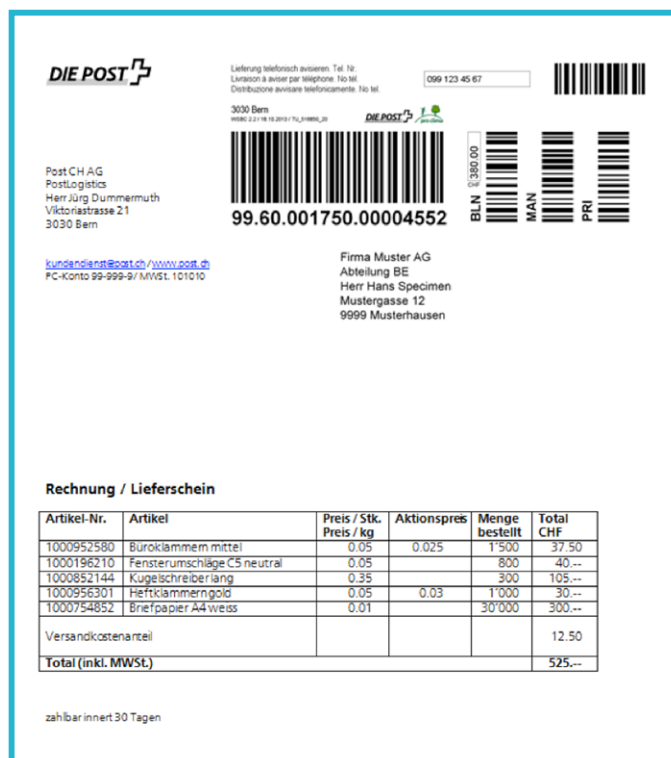 DIE POST
Lieferung telefonisch avisieren. Tel. Nr.
Livraison à aviser par téléphone. No tél.
Distribuzione avvisare telefonicamente. No tel.
099 123 45 67
3030 Bern
DIE POST
pro clima
99.60.001750.00004552
BLN
CHF 380.00
MAN
PRI
Post CH AG
PostLogistics
Herr Jürg Dummermuth
Viktoriastrasse 21
3030 Bern
kundendienst@post.ch / www.post.ch
PC-Konto 99-999-9/ MWSt. 101010
Firma Muster AG
Abteilung BE
Herr Hans Specimen
Mustergasse 12
9999 Musterhausen
Rechnung / Lieferschein
Artikel-Nr. Artikel Preis / Stk. Aktionspreis Menge Total
Preis / kg bestellt CHF
1000952580 Büroklammern mittel 0.05 0.025 1'500 37.50
1000196210 Fensterumschläge C5 neutral 0.05 800 40.--
1000852144 Kugelschreiber lang 0.35 300 105.--
1000956301 Heftklammern gold 0.05 0.03 1'000 30.--
1000754852 Briefpapier A4 weiss 0.01 30'000 300.--
Versandkostenanteil 12.50
Total (inkl. MWSt.) 525.--
zahlbar innert 30 Tagen